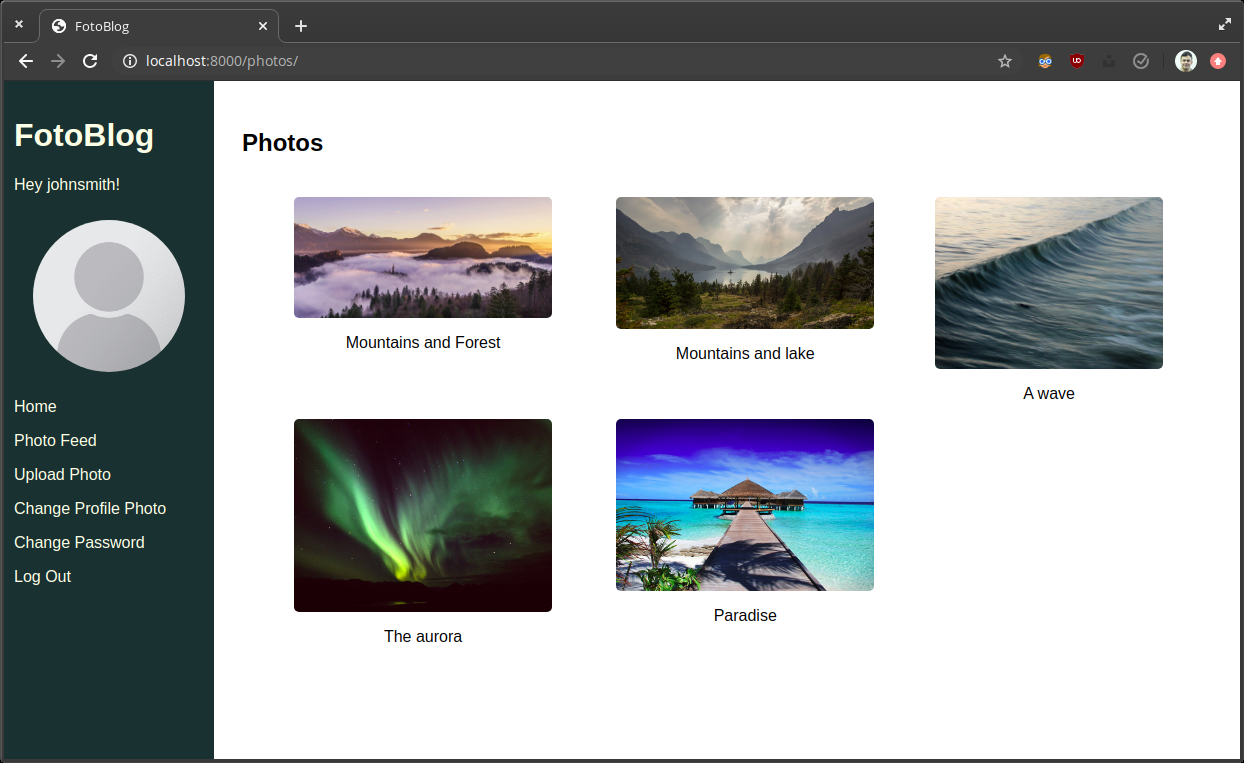 FotoBlog
localhost:8000/photos/
FotoBlog
Hey johnsmith!
Home
Photo Feed
Upload Photo
Change Profile Photo
Change Password
Log Out
Photos
Mountains and Forest
Mountains and lake
A wave
The aurora
Paradise